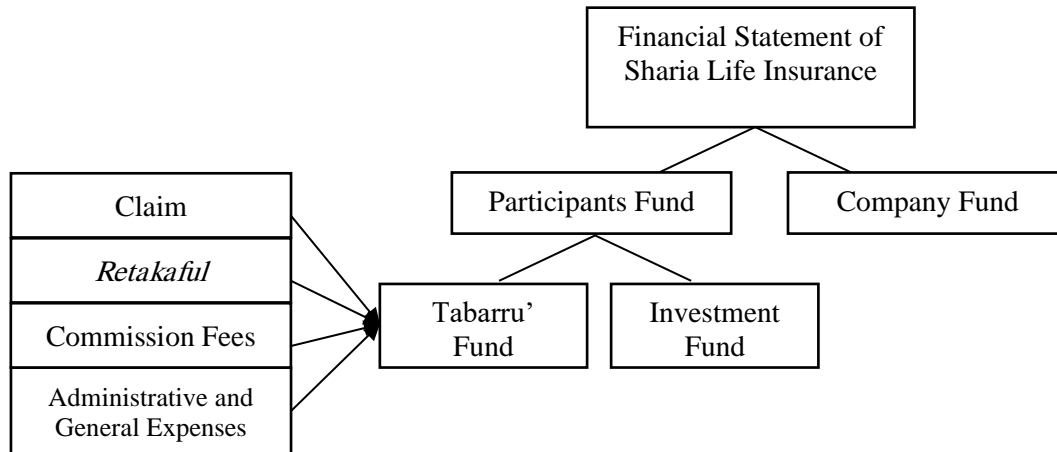 Financial Statement of
Sharia Life Insurance
Participants Fund
Company Fund
Claim
Retakaful
Commission Fees
Administrative and
General Expenses
Tabarru’
Fund
Investment
Fund